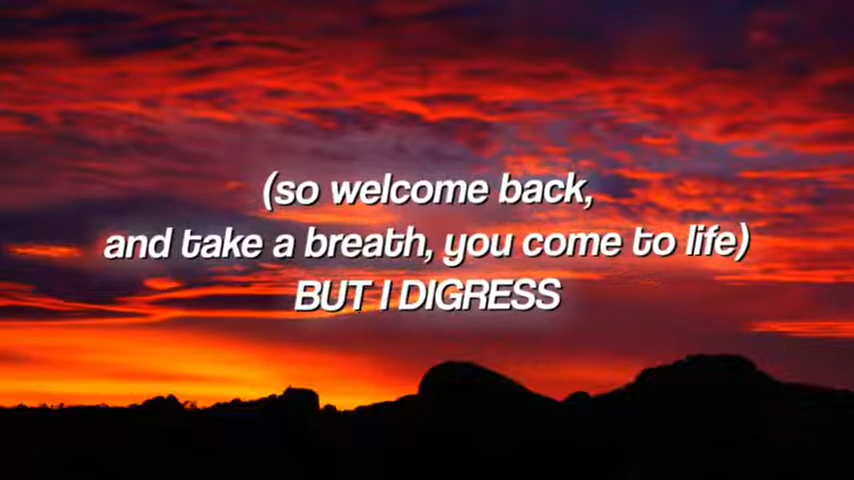 (so welcome back,
and take a breath, you come to life)
BUT I DIGRESS